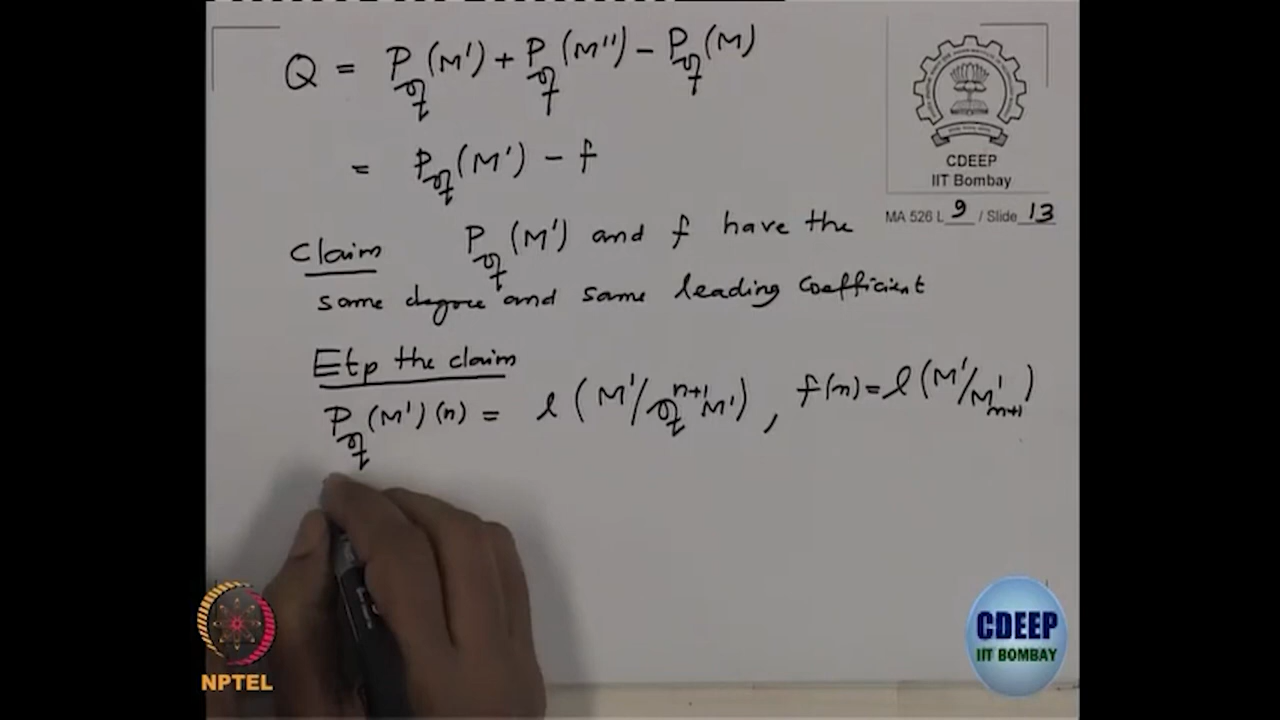 Q = P_𝔮(M') + P_𝔮(M'') - P_𝔮(M)
= P_𝔮(M') - f
Claim P_𝔮(M') and f have the
same degree and same leading coefficient
Etp the claim
P_𝔮(M')(n) = l(M'/𝔮^{n+1}M'), f(n) = l(M'/M'_{n+1})
CDEEP
IIT Bombay
MA 526 L 9 / Slide 13
NPTEL
CDEEP
IIT BOMBAY